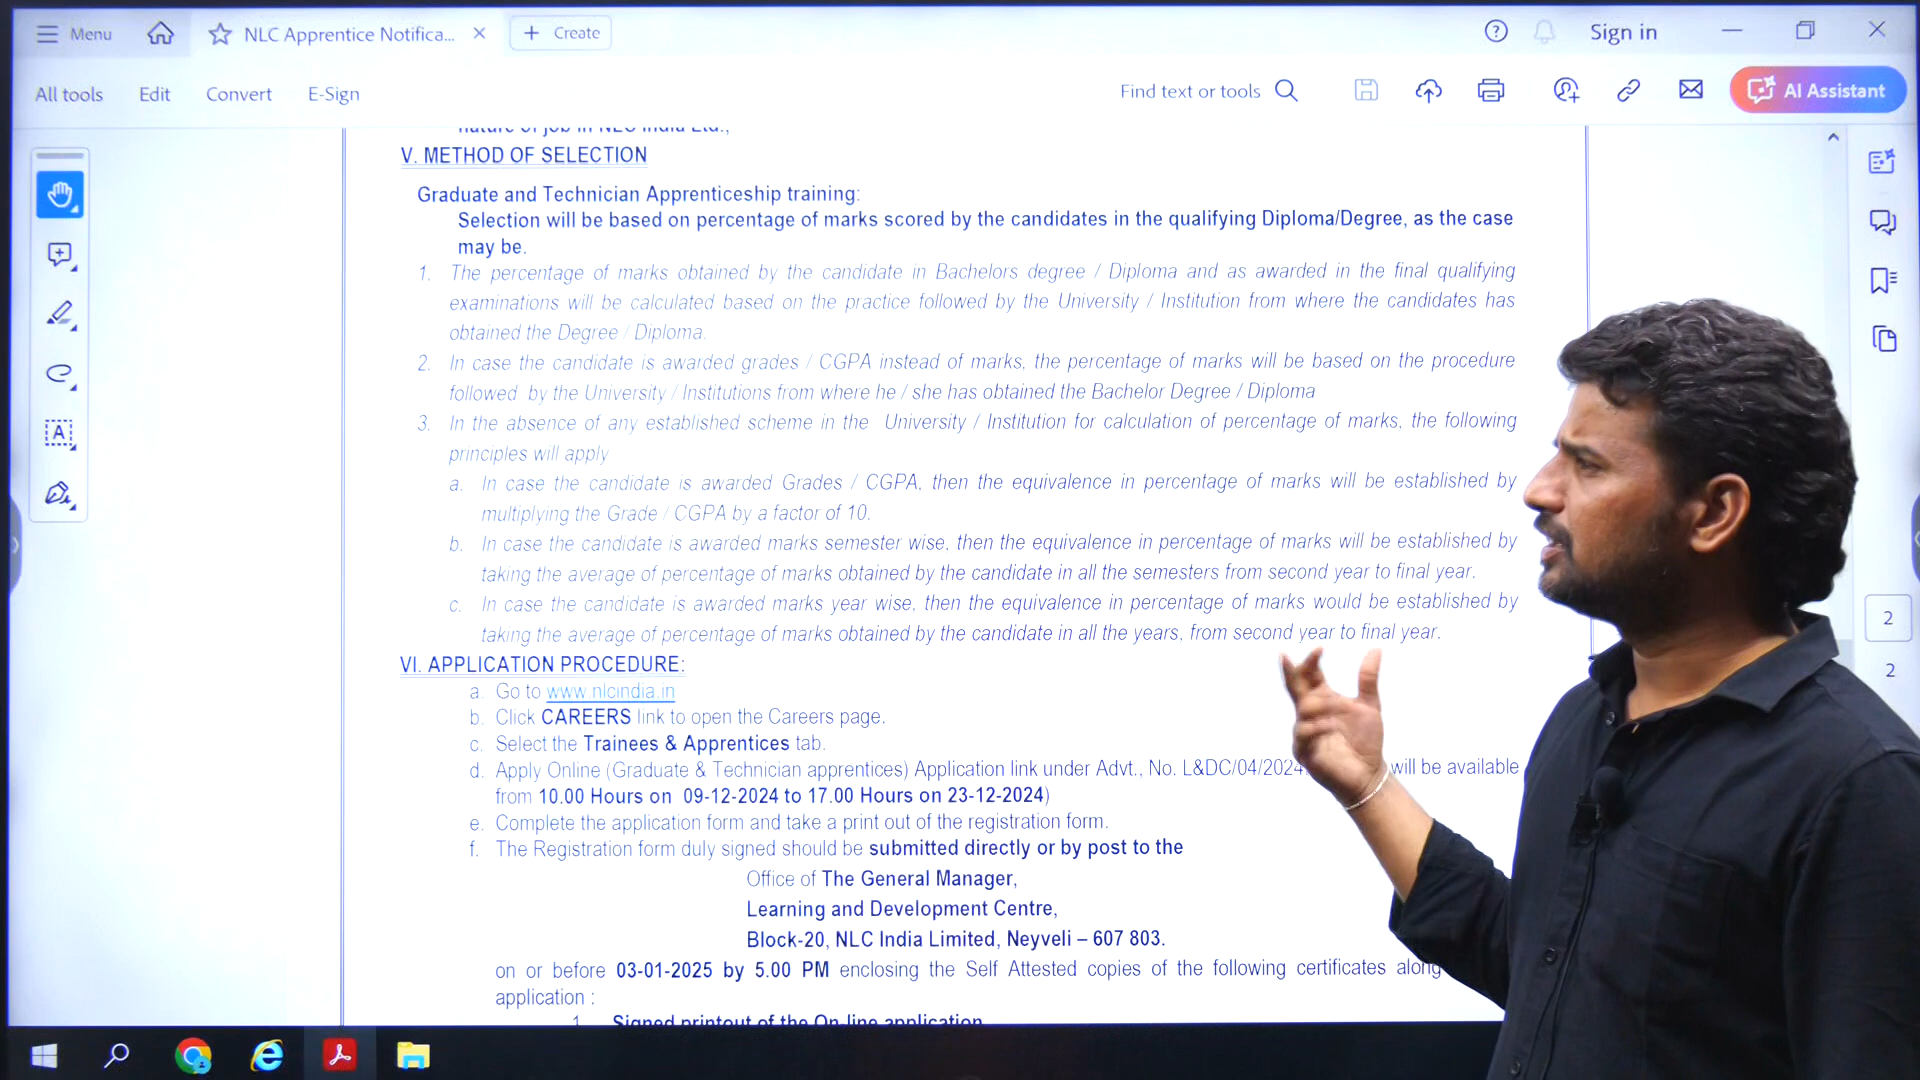 Menu
NLC Apprentice Notifica...
Create
Sign in
All tools
Edit
Convert
E-Sign
Find text or tools
AI Assistant
nature of job in NLC India Ltd.,
V. METHOD OF SELECTION
Graduate and Technician Apprenticeship training:
Selection will be based on percentage of marks scored by the candidates in the qualifying Diploma/Degree, as the case
may be.
1. The percentage of marks obtained by the candidate in Bachelors degree / Diploma and as awarded in the final qualifying
examinations will be calculated based on the practice followed by the University / Institution from where the candidates has
obtained the Degree / Diploma.
2. In case the candidate is awarded grades / CGPA instead of marks, the percentage of marks will be based on the procedure
followed by the University / Institutions from where he / she has obtained the Bachelor Degree / Diploma
3. In the absence of any established scheme in the University / Institution for calculation of percentage of marks, the following
principles will apply
a. In case the candidate is awarded Grades / CGPA, then the equivalence in percentage of marks will be established by
multiplying the Grade / CGPA by a factor of 10.
b. In case the candidate is awarded marks semester wise, then the equivalence in percentage of marks will be established by
taking the average of percentage of marks obtained by the candidate in all the semesters from second year to final year.
c. In case the candidate is awarded marks year wise, then the equivalence in percentage of marks would be established by
taking the average of percentage of marks obtained by the candidate in all the years, from second year to final year.
VI. APPLICATION PROCEDURE:
a. Go to www.nlcindia.in
b. Click CAREERS link to open the Careers page.
c. Select the Trainees & Apprentices tab.
d. Apply Online (Graduate & Technician apprentices) Application link under Advt., No. L&DC/04/2024 will be available
from 10.00 Hours on 09-12-2024 to 17.00 Hours on 23-12-2024)
e. Complete the application form and take a print out of the registration form.
f. The Registration form duly signed should be submitted directly or by post to the
Office of The General Manager,
Learning and Development Centre,
Block-20, NLC India Limited, Neyveli – 607 803.
on or before 03-01-2025 by 5.00 PM enclosing the Self Attested copies of the following certificates along
application :
1. Signed printout of the On-line application
2
2